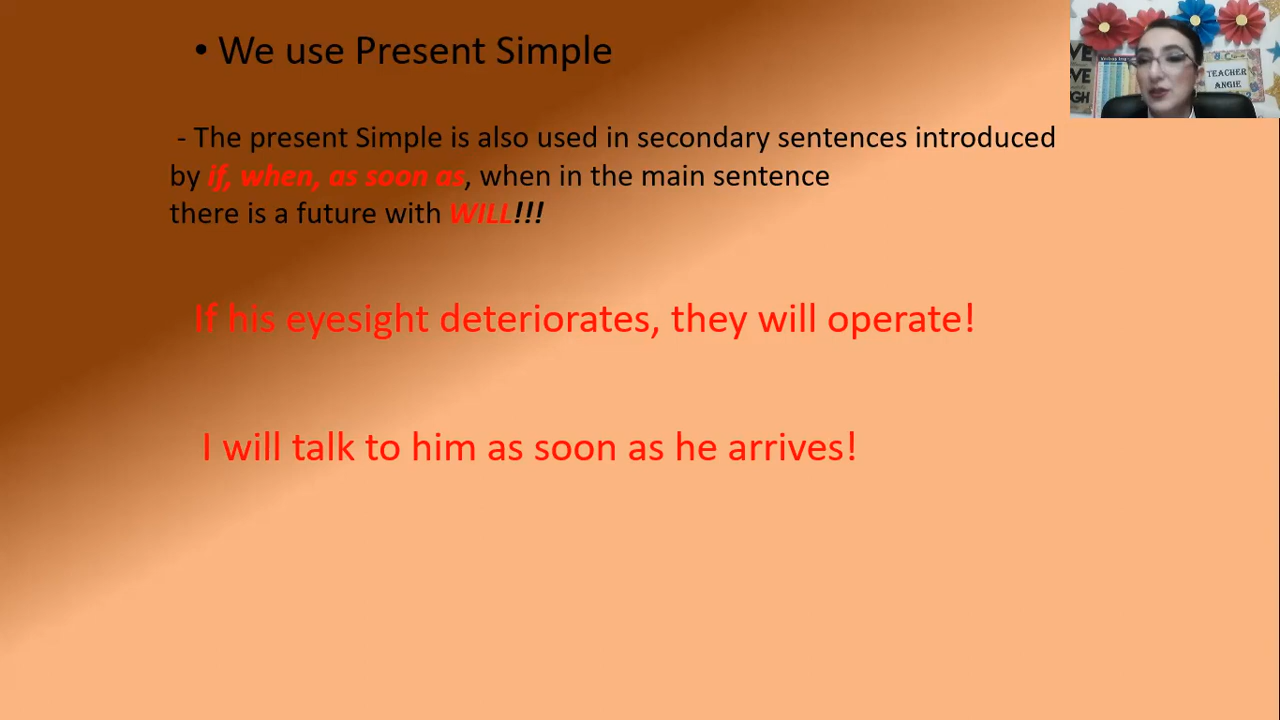 • We use Present Simple
- The present Simple is also used in secondary sentences introduced
by if, when, as soon as, when in the main sentence
there is a future with WILL!!!
If his eyesight deteriorates, they will operate!
I will talk to him as soon as he arrives!
TEACHER
ANGIE